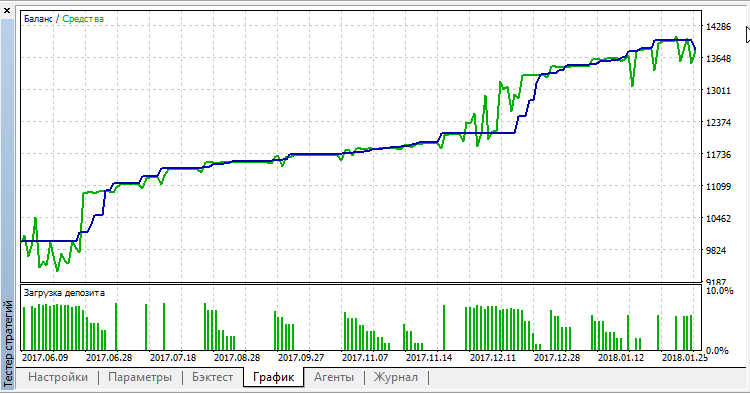 Баланс / Средства
14286
13648
13011
12374
11736
11099
10462
9824
9187
Загрузка депозита
10.0%
0.0%
2017.06.09 2017.06.28 2017.07.18 2017.08.28 2017.09.27 2017.11.07 2017.11.14 2017.12.11 2017.12.28 2018.01.12 2018.01.25
Тестер стратегий
Настройки Параметры Бэктест График Агенты Журнал